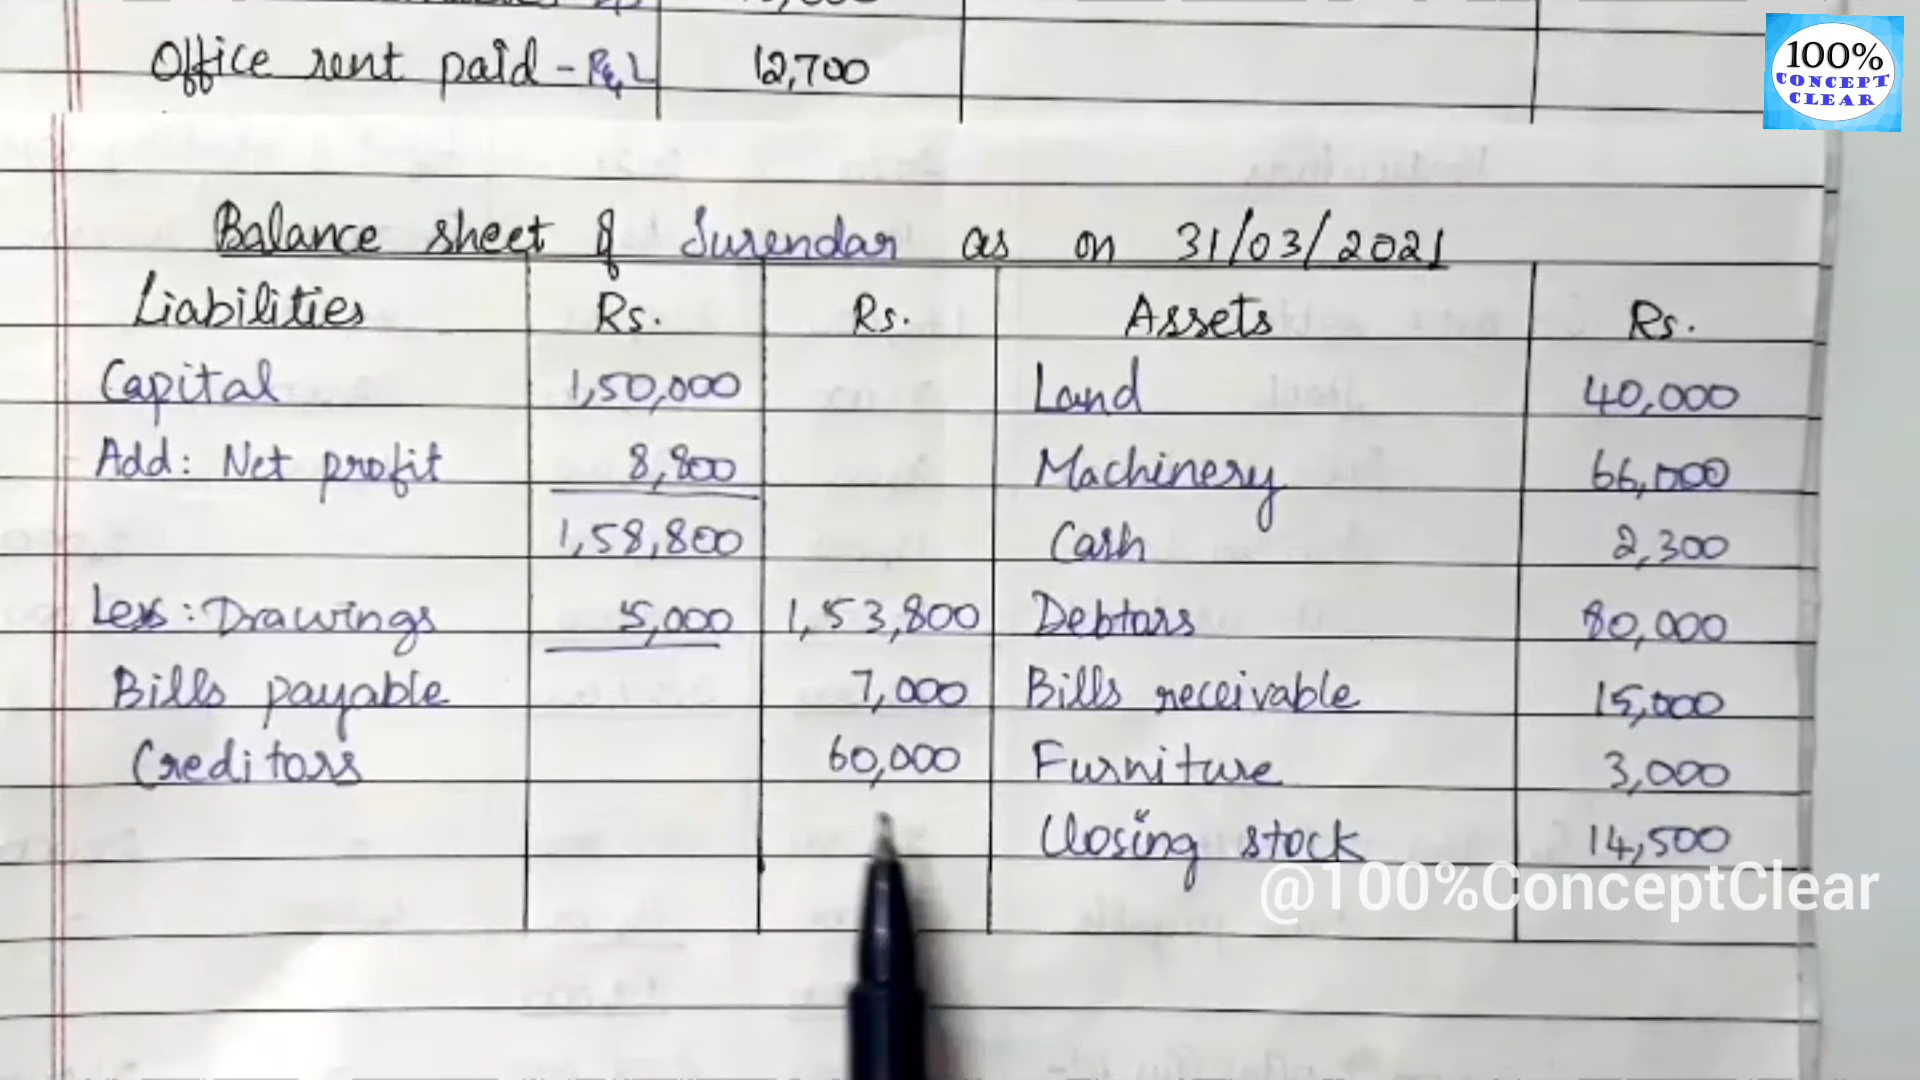 Office rent paid - P&L 12,700
100%
CONCEPT
CLEAR
Balance sheet of Surendar as on 31/03/2021
Liabilities Rs. Rs. Assets Rs.
Capital 1,50,000 Land 40,000
Add: Net profit 8,800 Machinery 66,000
1,58,800 Cash 2,300
Less: Drawings 5,000 1,53,800 Debtors 80,000
Bills payable 7,000 Bills receivable 15,000
Creditors 60,000 Furniture 3,000
Closing stock 14,500
@100%ConceptClear